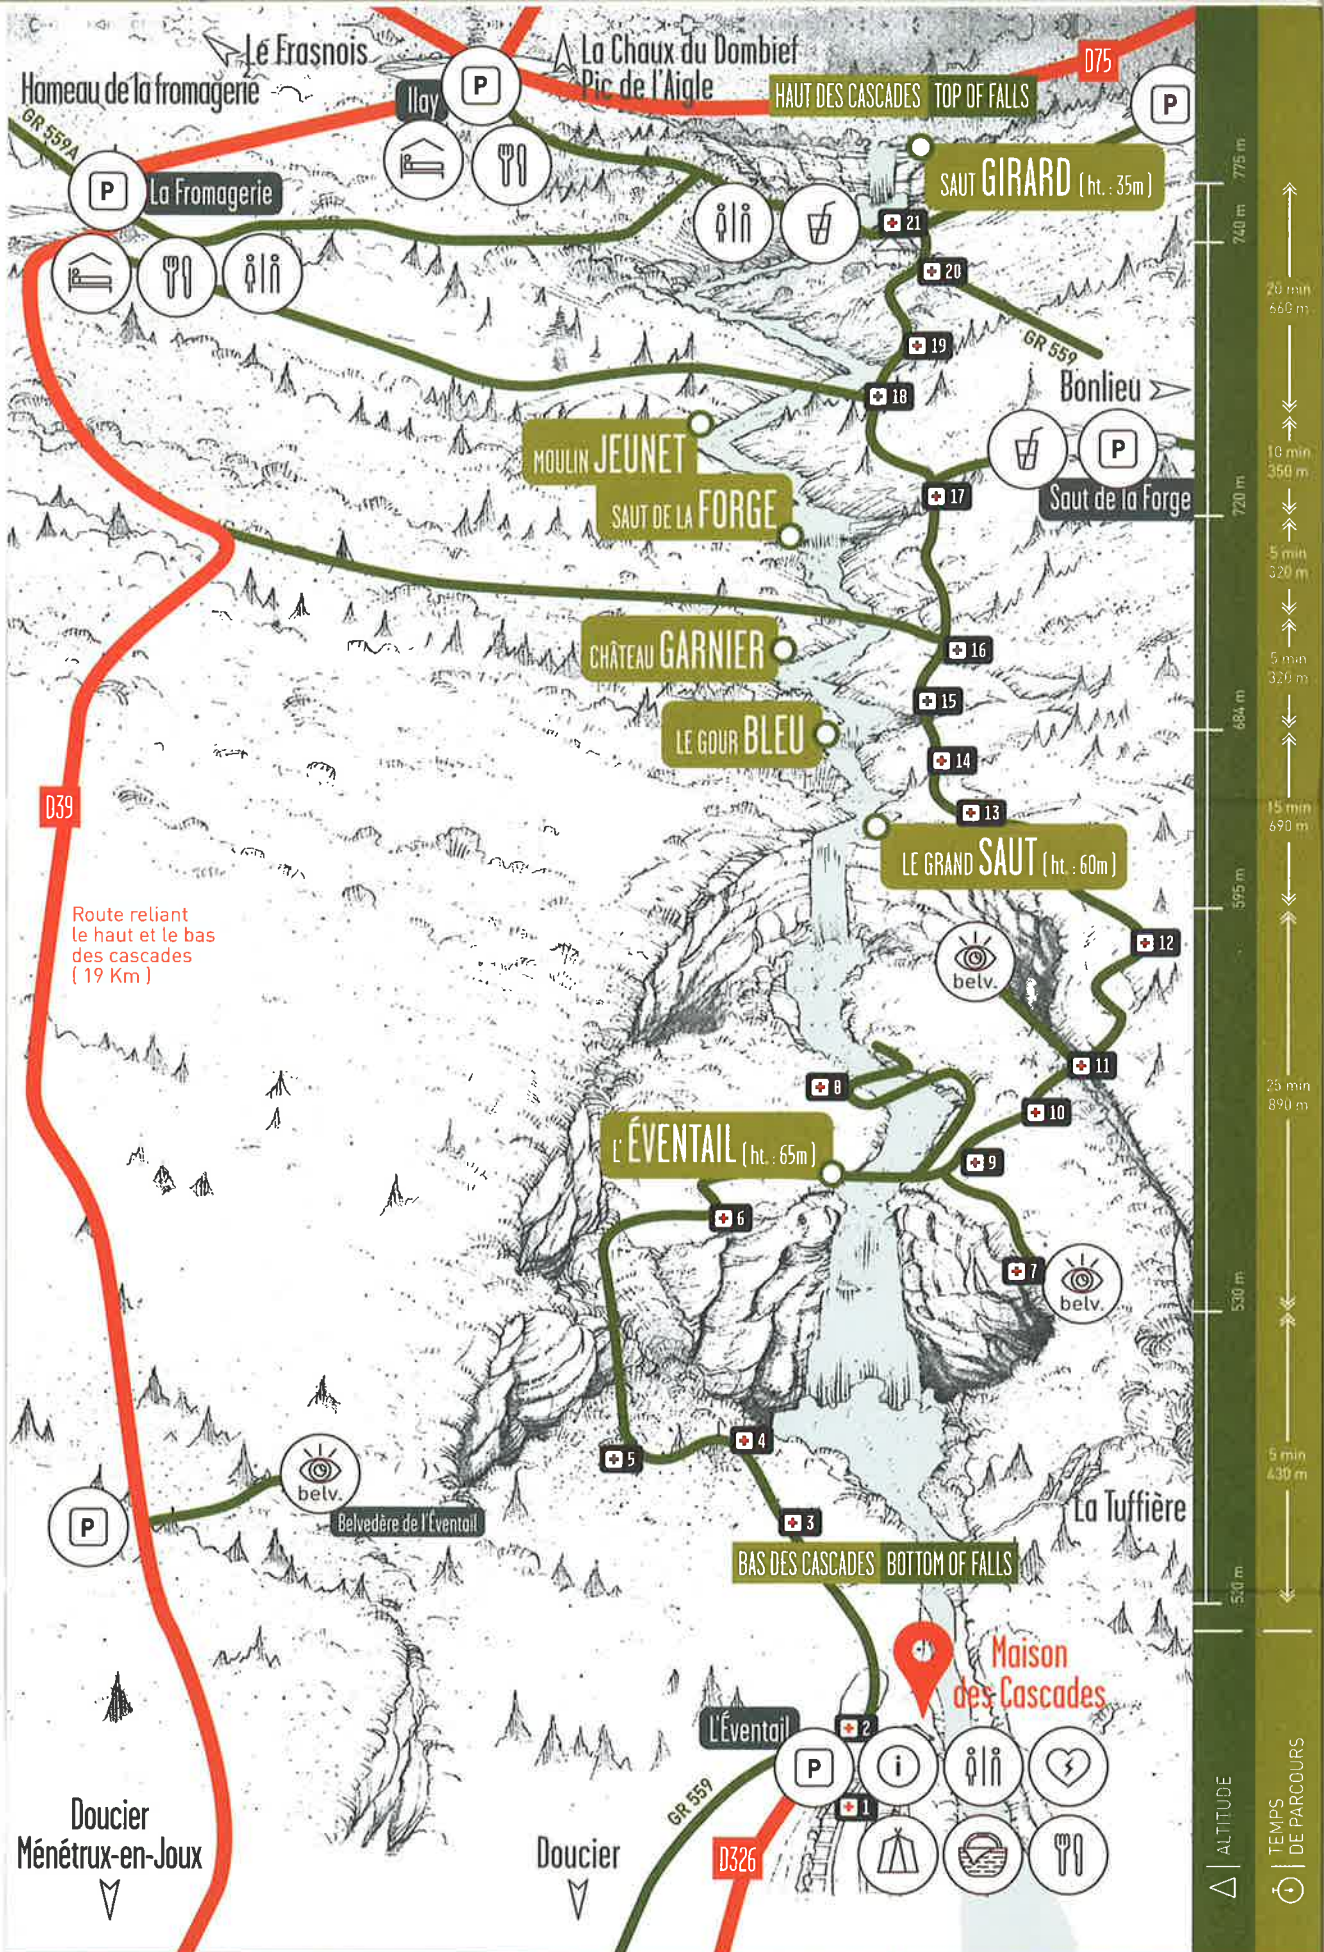 Le Frasnois
La Chaux du Dombief
Pic de l'Aigle
D75
Hameau de la fromagerie
Ilay
P
HAUT DES CASCADES TOP OF FALLS
P
GR 559A
P
La Fromagerie
SAUT GIRARD (ht. : 35m)
775 m
21
740 m
20
20 min
660 m
19
GR 559
18
Bonlieu
MOULIN JEUNET
P
10 min
350 m
17
Saut de la Forge
SAUT DE LA FORGE
720 m
5 min
320 m
CHÂTEAU GARNIER
16
5 min
320 m
15
684 m
LE GOUR BLEU
14
D39
13
15 min
690 m
LE GRAND SAUT (ht. : 60m)
595 m
Route reliant
le haut et le bas
des cascades
( 19 Km )
12
belv.
11
8
10
25 min
890 m
L'ÉVENTAIL (ht. : 65m)
9
6
7
belv.
530 m
4
5
5 min
430 m
belv.
P
Belvedère de l'Éventail
3
La Tuffière
BAS DES CASCADES BOTTOM OF FALLS
520 m
Maison
des Cascades
L'Éventail
2
P
i
1
GR 559
D326
Doucier
Ménétrux-en-Joux
Doucier
ALTITUDE
TEMPS
DE PARCOURS